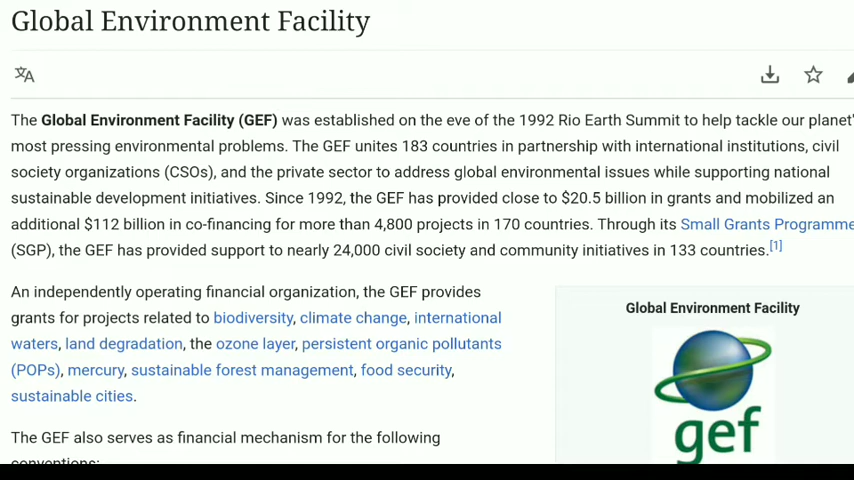 Global Environment Facility
The Global Environment Facility (GEF) was established on the eve of the 1992 Rio Earth Summit to help tackle our planet'
most pressing environmental problems. The GEF unites 183 countries in partnership with international institutions, civil
society organizations (CSOs), and the private sector to address global environmental issues while supporting national
sustainable development initiatives. Since 1992, the GEF has provided close to $20.5 billion in grants and mobilized an
additional $112 billion in co-financing for more than 4,800 projects in 170 countries. Through its Small Grants Programme
(SGP), the GEF has provided support to nearly 24,000 civil society and community initiatives in 133 countries.[1]
An independently operating financial organization, the GEF provides
grants for projects related to biodiversity, climate change, international
waters, land degradation, the ozone layer, persistent organic pollutants
(POPs), mercury, sustainable forest management, food security,
sustainable cities.
The GEF also serves as financial mechanism for the following
conventions:
Global Environment Facility
gef